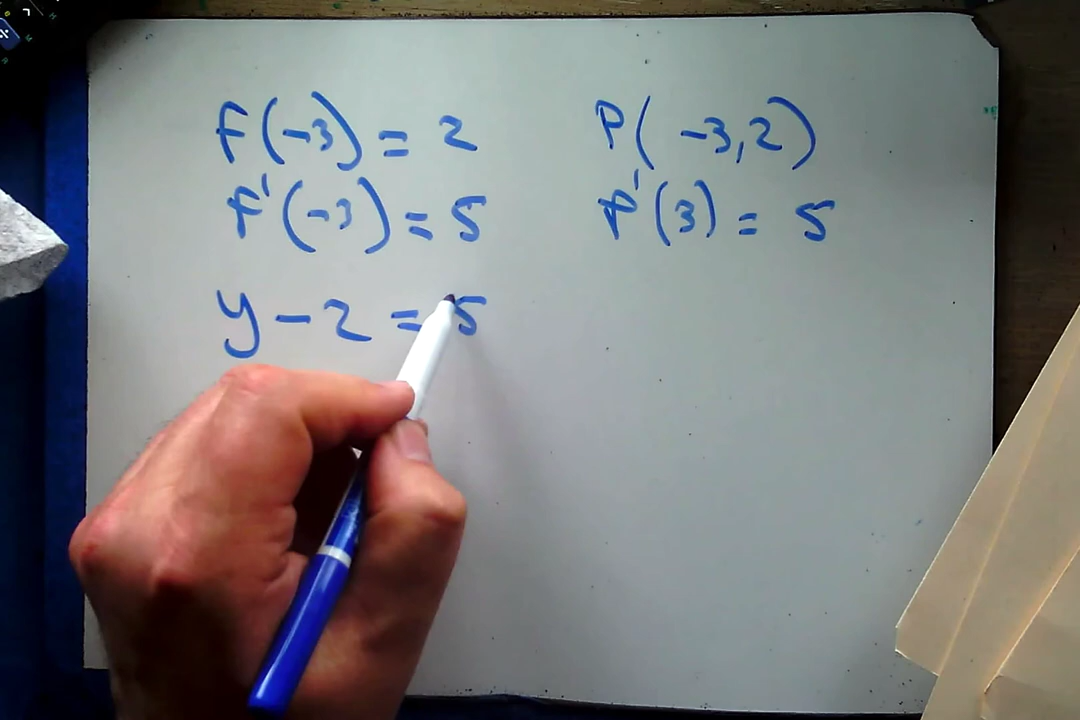 F(-3) = 2 P(-3,2)
f'(-3) = 5 f'(3) = 5
y - 2 = 5